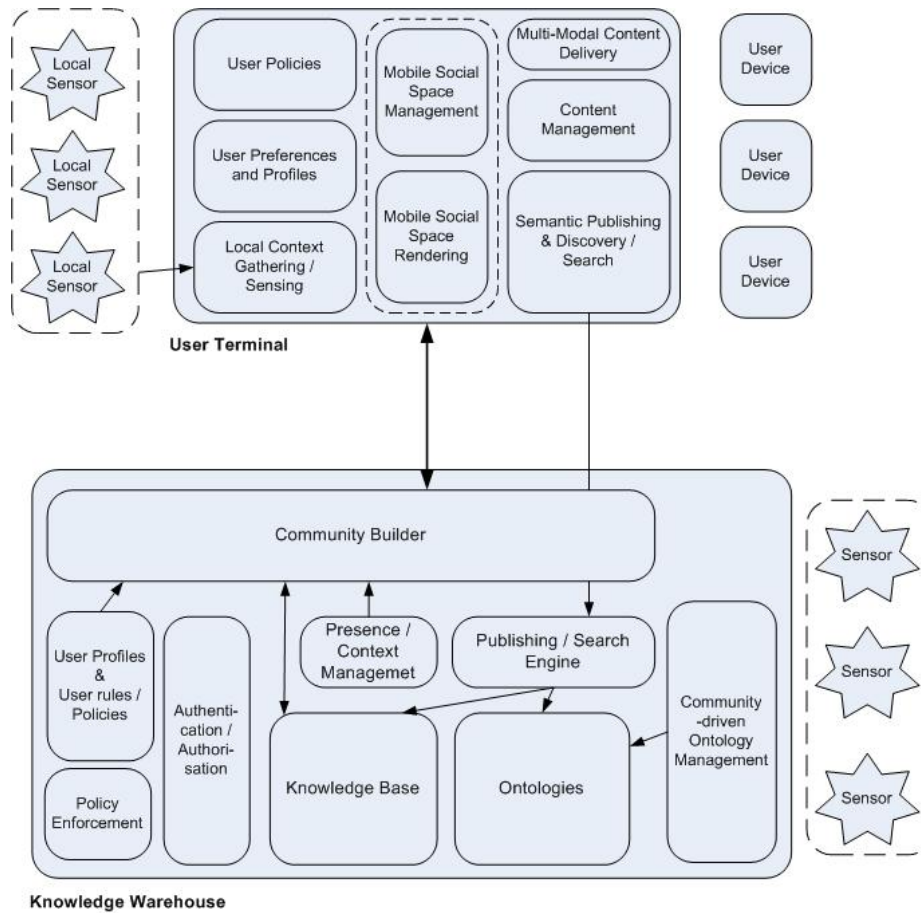 Local
Sensor
Local
Sensor
Local
Sensor
User Policies
User Preferences
and Profiles
Local Context
Gathering /
Sensing
Mobile Social
Space
Management
Mobile Social
Space
Rendering
Multi-Modal Content
Delivery
Content
Management
Semantic Publishing
& Discovery /
Search
User
Device
User
Device
User
Device
User Terminal
Community Builder
User Profiles
&
User rules /
Policies
Policy
Enforcement
Authenti-
cation /
Authori-
sation
Presence /
Context
Managemet
Publishing / Search
Engine
Knowledge Base
Ontologies
Community
-driven
Ontology
Management
Sensor
Sensor
Sensor
Knowledge Warehouse